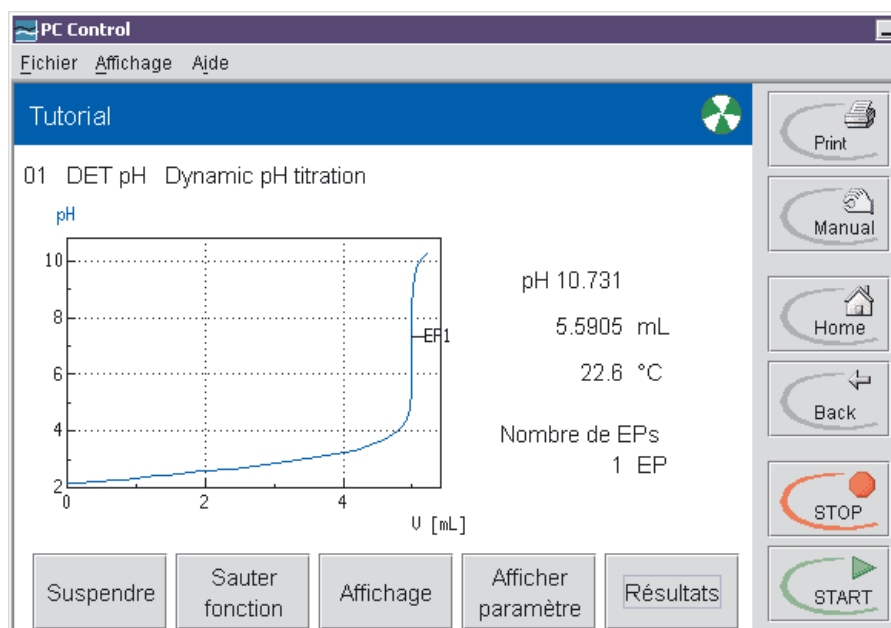 PC Control
Fichier Affichage Aide
Tutorial
01 DET pH Dynamic pH titration
pH
10
8
6
4
2
0 2 4
V [mL]
EP1
pH 10.731
5.5905 mL
22.6 °C
Nombre de EPs
1 EP
Suspendre
Sauter
fonction
Affichage
Afficher
paramètre
Résultats
Print
Manual
Home
Back
STOP
START